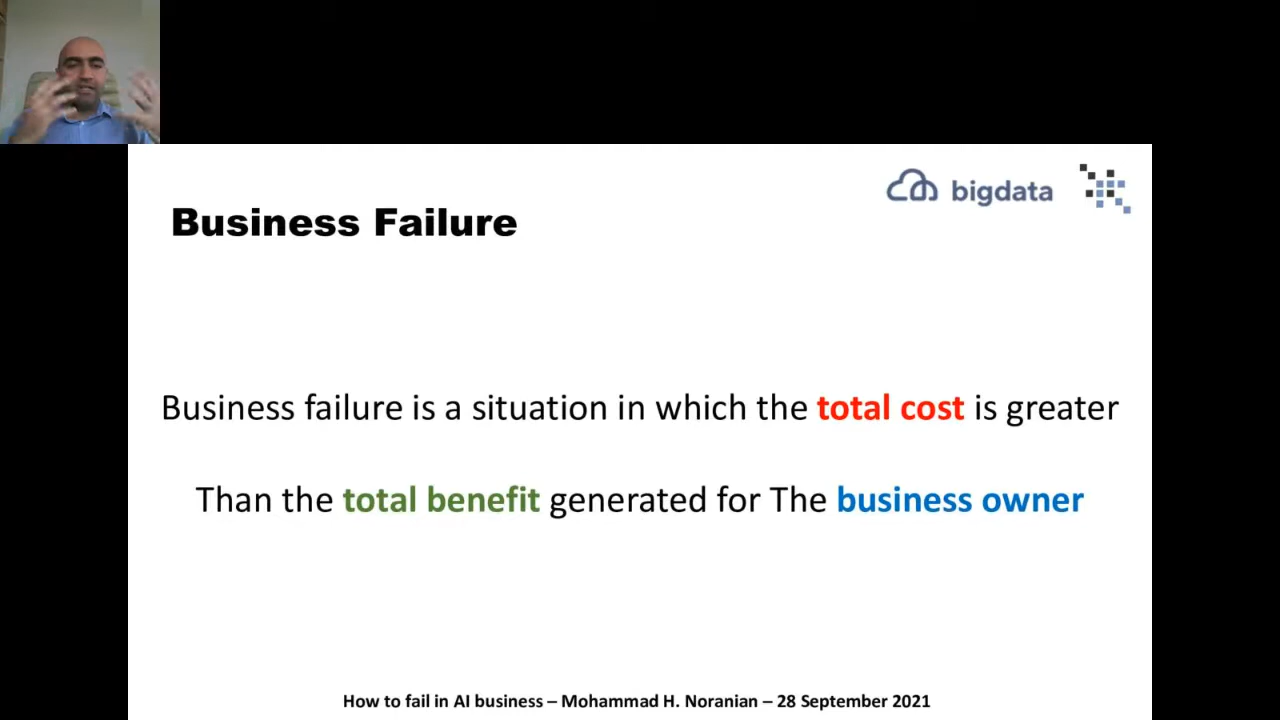 bigdata
Business Failure
Business failure is a situation in which the total cost is greater
Than the total benefit generated for The business owner
How to fail in AI business – Mohammad H. Noranian – 28 September 2021